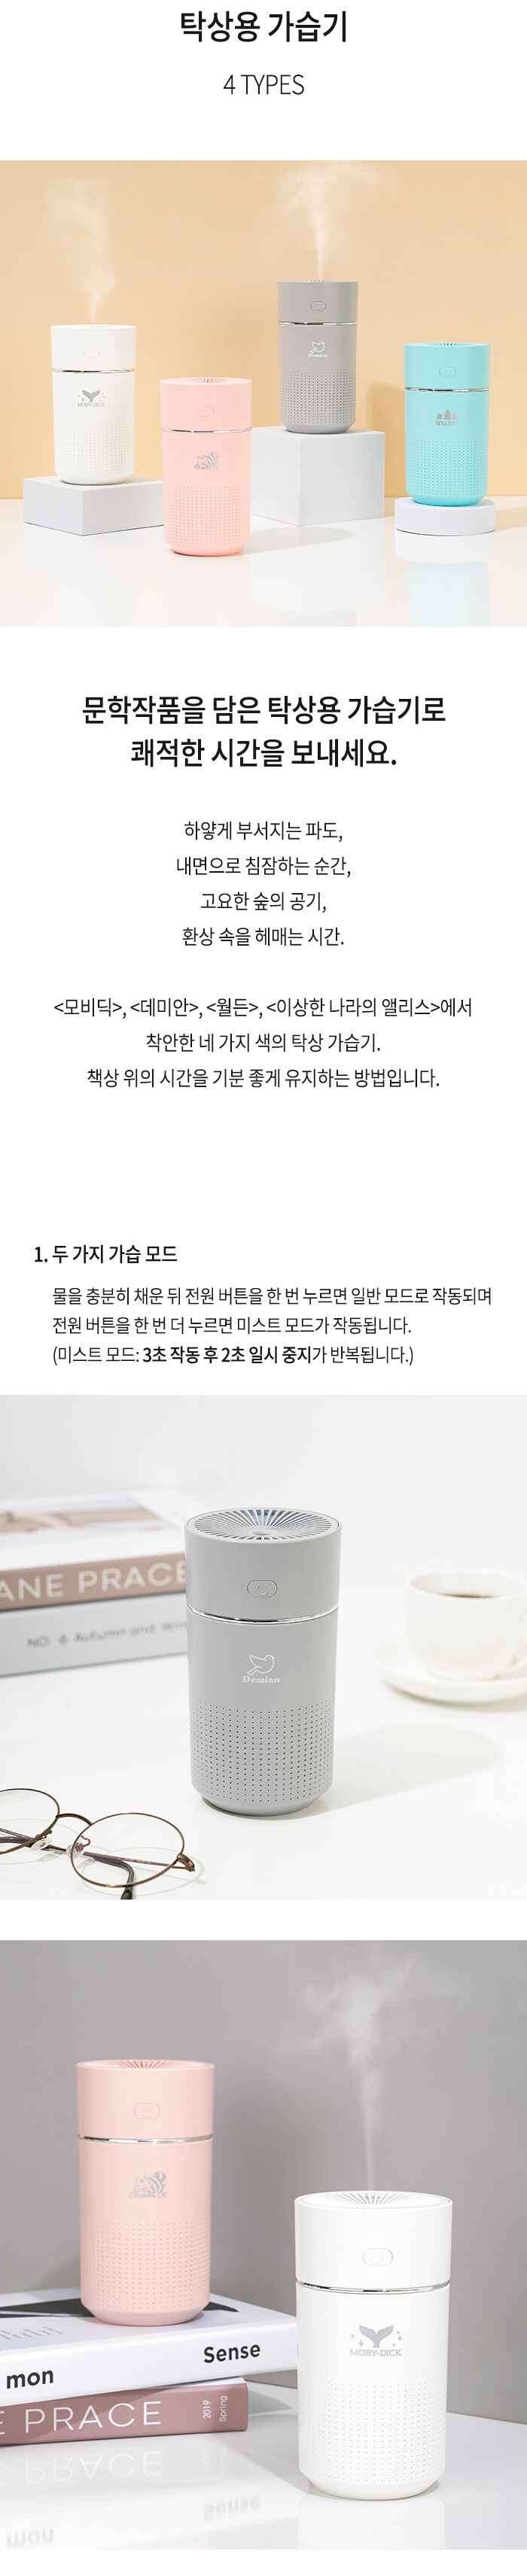 탁상용 가습기
4 TYPES
MOBY-DICK
Demian
WALDEN
문학작품을 담은 탁상용 가습기로
쾌적한 시간을 보내세요.
하얗게 부서지는 파도,
내면으로 침잠하는 순간,
고요한 숲의 공기,
환상 속을 헤매는 시간.
<모비딕>, <데미안>, <월든>, <이상한 나라의 앨리스>에서
착안한 네 가지 색의 탁상 가습기.
책상 위의 시간을 기분 좋게 유지하는 방법입니다.
1. 두 가지 가습 모드
물을 충분히 채운 뒤 전원 버튼을 한 번 누르면 일반 모드로 작동되며
전원 버튼을 한 번 더 누르면 미스트 모드가 작동됩니다.
(미스트 모드: 3초 작동 후 2초 일시 중지가 반복됩니다.)
ANE PRACE
NO. 6 Autumn and win
Demian
MOBY-DICK
mon
Sense
E PRACE
2019
Spring